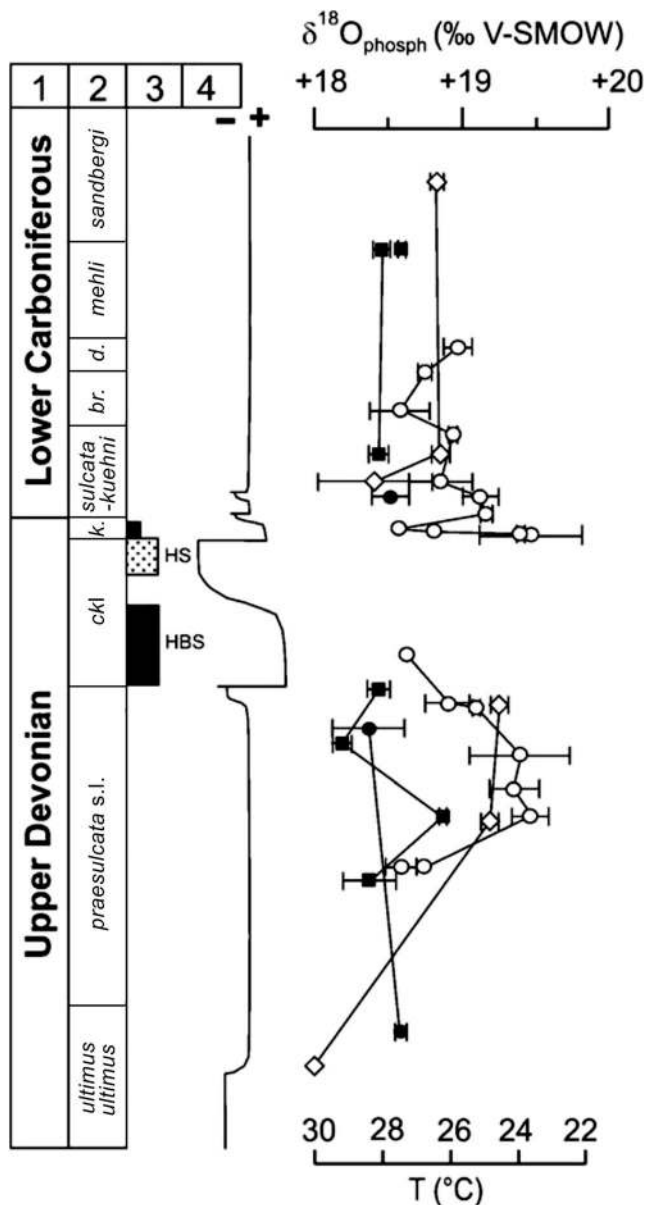 δ18Ophosph (‰ V-SMOW)
+18 +19 +20
1 2 3 4
– +
Lower Carboniferous
sandbergi
mehli
d.
br.
sulcata
-kuehni
Upper Devonian
k.
ckI
praesulcata s.l.
ultimus
ultimus
HS
HBS
30 28 26 24 22
T (°C)